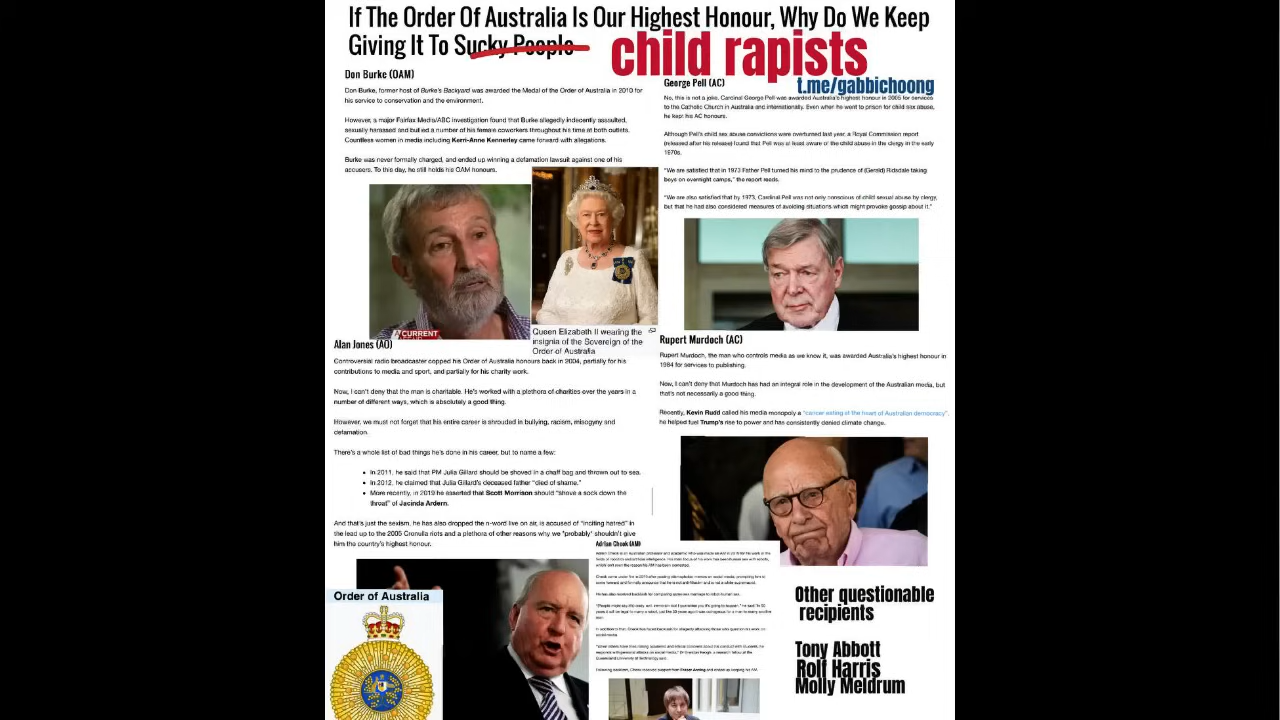 If The Order Of Australia Is Our Highest Honour, Why Do We Keep
Giving It To Sucky People
child rapists
t.me/gabbichoong
Don Burke (OAM)
Don Burke, former host of Burke's Backyard was awarded the Medal of the Order of Australia in 2010 for
his service to conservation and the environment.
However, a major Fairfax Media/ABC investigation found that Burke allegedly indecently assaulted,
sexually harassed and bullied a number of his female coworkers throughout his time at both outlets.
Countless women in media including Kerri-Anne Kennerley came forward with allegations.
Burke was never formally charged, and ended up winning a defamation lawsuit against one of his
accusers. To this day, he still holds his OAM honours.
A CURRENT
Queen Elizabeth II wearing the
insignia of the Sovereign of the
Order of Australia
George Pell (AC)
No, this is not a joke. Cardinal George Pell was awarded Australia's highest honour in 2005 for services
to the Catholic Church in Australia and internationally. Even when he went to prison for child sex abuse,
he kept his AC honours.
Although Pell's child sex abuse convictions were overturned last year, a Royal Commission report
(released after his release) found that Pell was at least aware of the child abuse in the clergy in the early
1970s.
"We are satisfied that in 1973 Father Pell turned his mind to the prudence of (Gerald) Ridsdale taking
boys on overnight camps," the report reads.
"We are also satisfied that by 1973, Cardinal Pell was not only conscious of child sexual abuse by clergy,
but that he had also considered measures of avoiding situations which might provoke gossip about it."
Alan Jones (AO)
Controversial radio broadcaster copped his Order of Australia honours back in 2004, partially for his
contributions to media and sport, and partially for his charity work.
Now, I can't deny that the man is charitable. He's worked with a plethora of charities over the years in a
number of different ways, which is absolutely a good thing.
However, we must not forget that his entire career is shrouded in bullying, racism, misogyny and
defamation.
There's a whole list of bad things he's done in his career, but to name a few:
• In 2011, he said that PM Julia Gillard should be shoved in a chaff bag and thrown out to sea.
• In 2012, he claimed that Julia Gillard's deceased father "died of shame."
• More recently, in 2019 he asserted that Scott Morrison should "shove a sock down the
throat" of Jacinda Ardern.
And that's just the sexism, he has also dropped the n-word live on air, is accused of "inciting hatred" in
the lead up to the 2005 Cronulla riots and a plethora of other reasons why we *probably* shouldn't give
him the country's highest honour.
Order of Australia
Rupert Murdoch (AC)
Rupert Murdoch, the man who controls media as we know it, was awarded Australia's highest honour in
1984 for services to publishing.
Now, I can't deny that Murdoch has had an integral role in the development of the Australian media, but
that's not necessarily a good thing.
Recently, Kevin Rudd called his media monopoly a "cancer eating at the heart of Australian democracy",
he helped fuel Trump's rise to power and has consistently denied climate change.
Adrian Cheok (AM)
Other questionable
recipients
Tony Abbott
Rolf Harris
Molly Meldrum